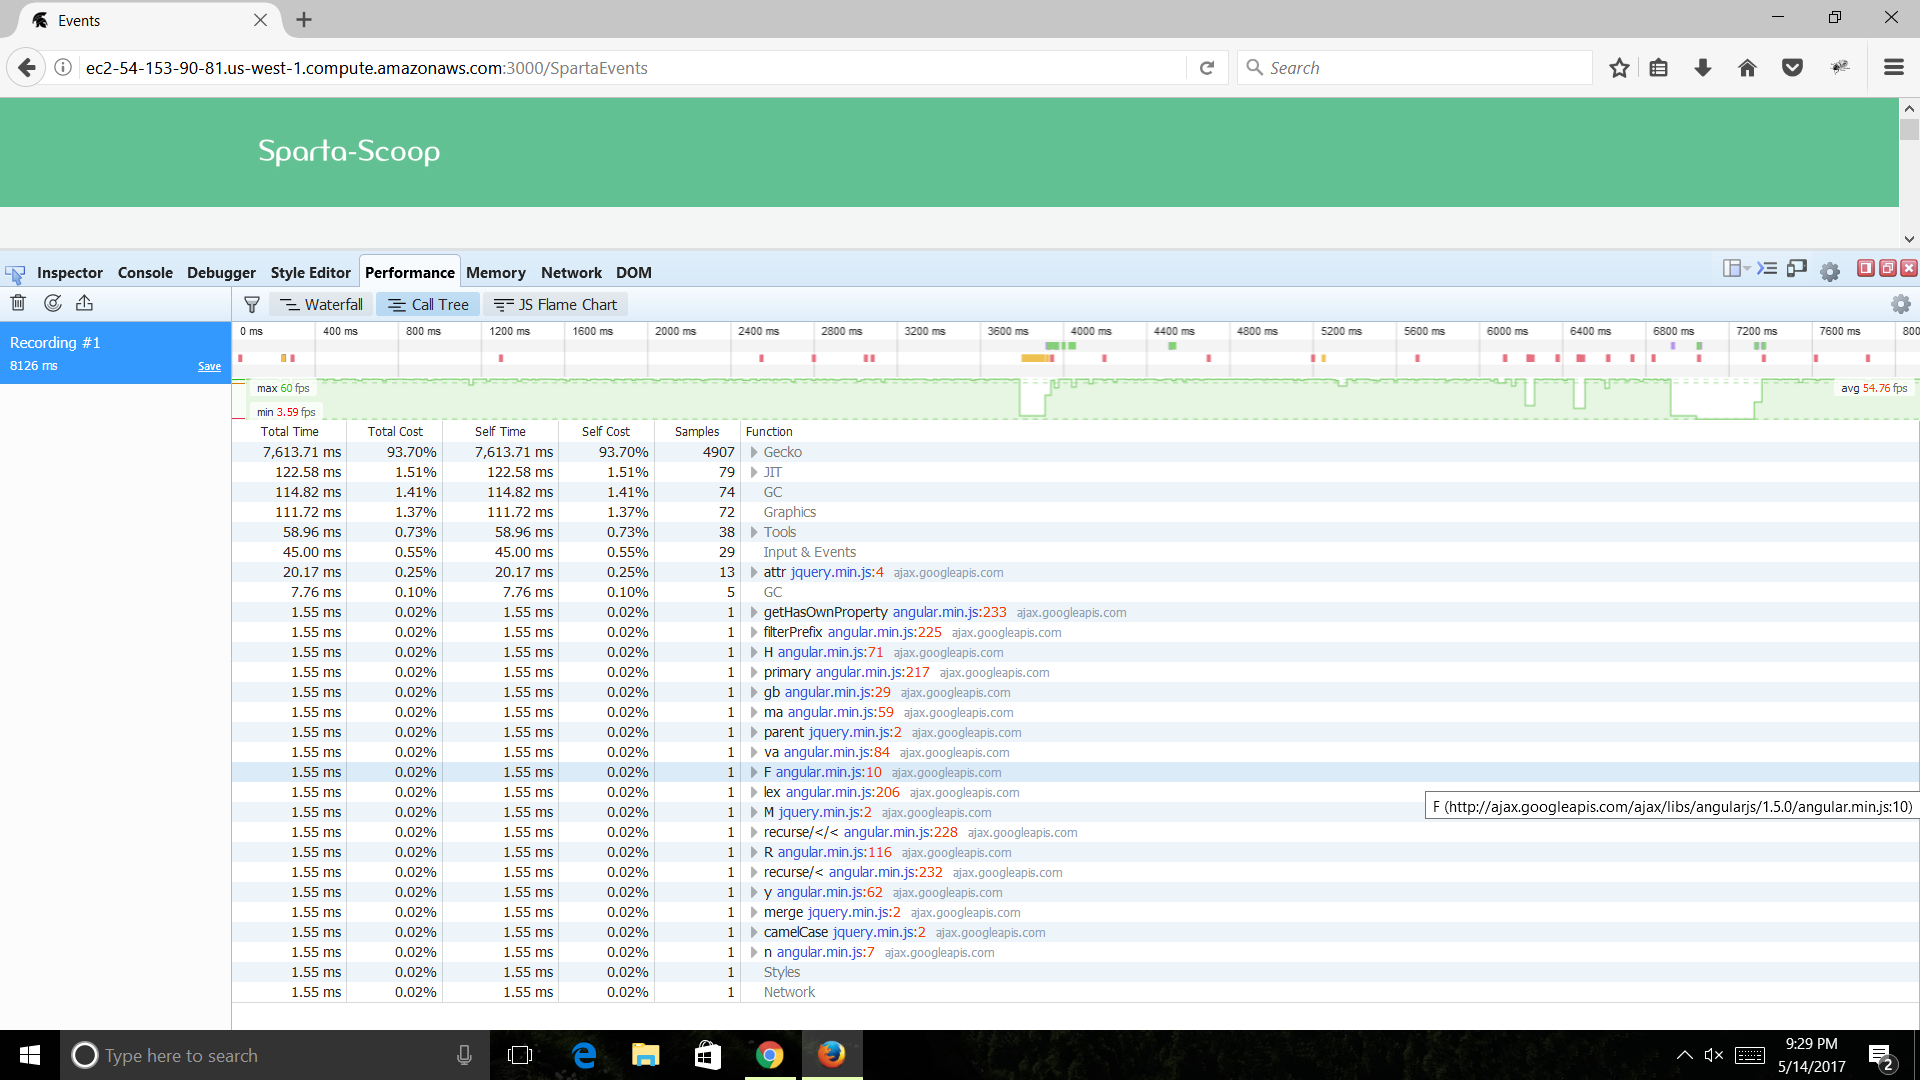 Events
ec2-54-153-90-81.us-west-1.compute.amazonaws.com:3000/SpartaEvents
Search
Sparta-Scoop
Inspector Console Debugger Style Editor Performance Memory Network DOM
Waterfall Call Tree JS Flame Chart
Recording #1
8126 ms Save
0 ms 400 ms 800 ms 1200 ms 1600 ms 2000 ms 2400 ms 2800 ms 3200 ms 3600 ms 4000 ms 4400 ms 4800 ms 5200 ms 5600 ms 6000 ms 6400 ms 6800 ms 7200 ms 7600 ms 800
max 60 fps avg 54.76 fps
min 3.59 fps
Total Time Total Cost Self Time Self Cost Samples Function
7,613.71 ms 93.70% 7,613.71 ms 93.70% 4907 Gecko
122.58 ms 1.51% 122.58 ms 1.51% 79 JIT
114.82 ms 1.41% 114.82 ms 1.41% 74 GC
111.72 ms 1.37% 111.72 ms 1.37% 72 Graphics
58.96 ms 0.73% 58.96 ms 0.73% 38 Tools
45.00 ms 0.55% 45.00 ms 0.55% 29 Input & Events
20.17 ms 0.25% 20.17 ms 0.25% 13 attr jquery.min.js:4 ajax.googleapis.com
7.76 ms 0.10% 7.76 ms 0.10% 5 GC
1.55 ms 0.02% 1.55 ms 0.02% 1 getHasOwnProperty angular.min.js:233 ajax.googleapis.com
1.55 ms 0.02% 1.55 ms 0.02% 1 filterPrefix angular.min.js:225 ajax.googleapis.com
1.55 ms 0.02% 1.55 ms 0.02% 1 H angular.min.js:71 ajax.googleapis.com
1.55 ms 0.02% 1.55 ms 0.02% 1 primary angular.min.js:217 ajax.googleapis.com
1.55 ms 0.02% 1.55 ms 0.02% 1 gb angular.min.js:29 ajax.googleapis.com
1.55 ms 0.02% 1.55 ms 0.02% 1 ma angular.min.js:59 ajax.googleapis.com
1.55 ms 0.02% 1.55 ms 0.02% 1 parent jquery.min.js:2 ajax.googleapis.com
1.55 ms 0.02% 1.55 ms 0.02% 1 va angular.min.js:84 ajax.googleapis.com
1.55 ms 0.02% 1.55 ms 0.02% 1 F angular.min.js:10 ajax.googleapis.com
1.55 ms 0.02% 1.55 ms 0.02% 1 lex angular.min.js:206 ajax.googleapis.com
F (http://ajax.googleapis.com/ajax/libs/angularjs/1.5.0/angular.min.js:10)
1.55 ms 0.02% 1.55 ms 0.02% 1 M jquery.min.js:2 ajax.googleapis.com
1.55 ms 0.02% 1.55 ms 0.02% 1 recurse/</< angular.min.js:228 ajax.googleapis.com
1.55 ms 0.02% 1.55 ms 0.02% 1 R angular.min.js:116 ajax.googleapis.com
1.55 ms 0.02% 1.55 ms 0.02% 1 recurse/< angular.min.js:232 ajax.googleapis.com
1.55 ms 0.02% 1.55 ms 0.02% 1 y angular.min.js:62 ajax.googleapis.com
1.55 ms 0.02% 1.55 ms 0.02% 1 merge jquery.min.js:2 ajax.googleapis.com
1.55 ms 0.02% 1.55 ms 0.02% 1 camelCase jquery.min.js:2 ajax.googleapis.com
1.55 ms 0.02% 1.55 ms 0.02% 1 n angular.min.js:7 ajax.googleapis.com
1.55 ms 0.02% 1.55 ms 0.02% 1 Styles
1.55 ms 0.02% 1.55 ms 0.02% 1 Network
Type here to search
9:29 PM
5/14/2017
2